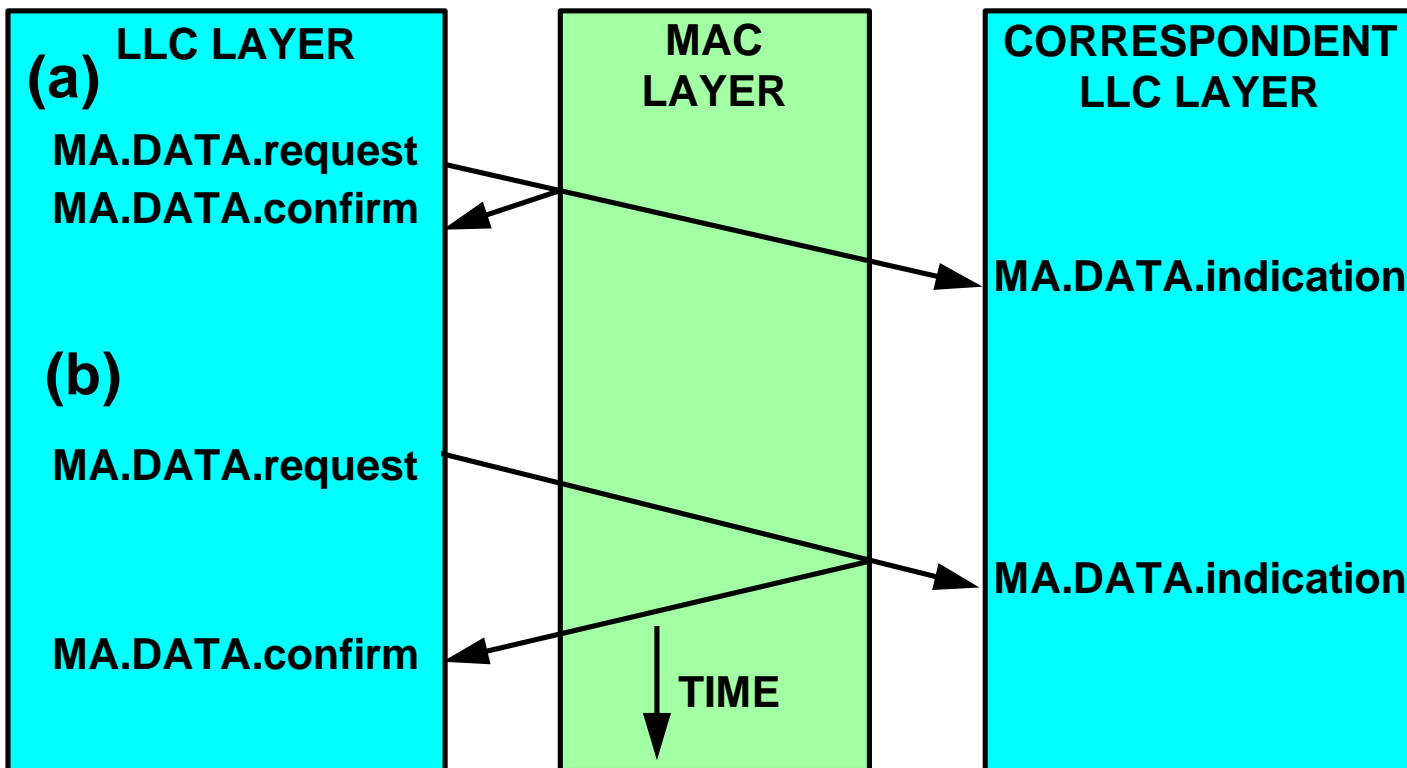 LLC LAYER
MAC
LAYER
CORRESPONDENT
LLC LAYER
(a)
MA.DATA.request
MA.DATA.confirm
MA.DATA.indication
(b)
MA.DATA.request
MA.DATA.indication
MA.DATA.confirm
TIME